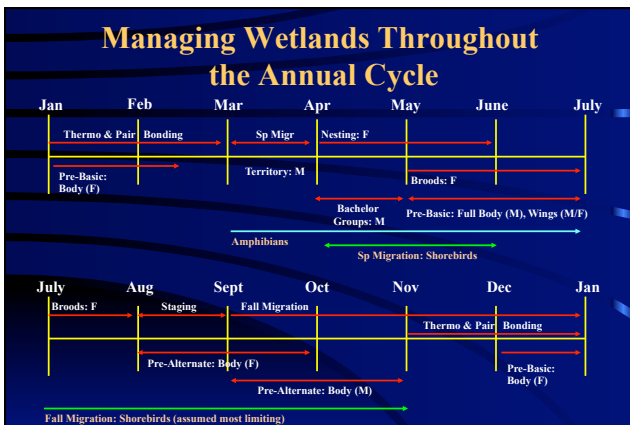 Managing Wetlands Throughout
the Annual Cycle
Jan Feb Mar Apr May June July
Thermo & Pair Bonding Sp Migr Nesting: F
Pre-Basic:
Body (F)
Territory: M
Broods: F
Bachelor
Groups: M
Pre-Basic: Full Body (M), Wings (M/F)
Amphibians
Sp Migration: Shorebirds
July Aug Sept Oct Nov Dec Jan
Broods: F Staging Fall Migration
Thermo & Pair Bonding
Pre-Alternate: Body (F)
Pre-Basic:
Body (F)
Pre-Alternate: Body (M)
Fall Migration: Shorebirds (assumed most limiting)